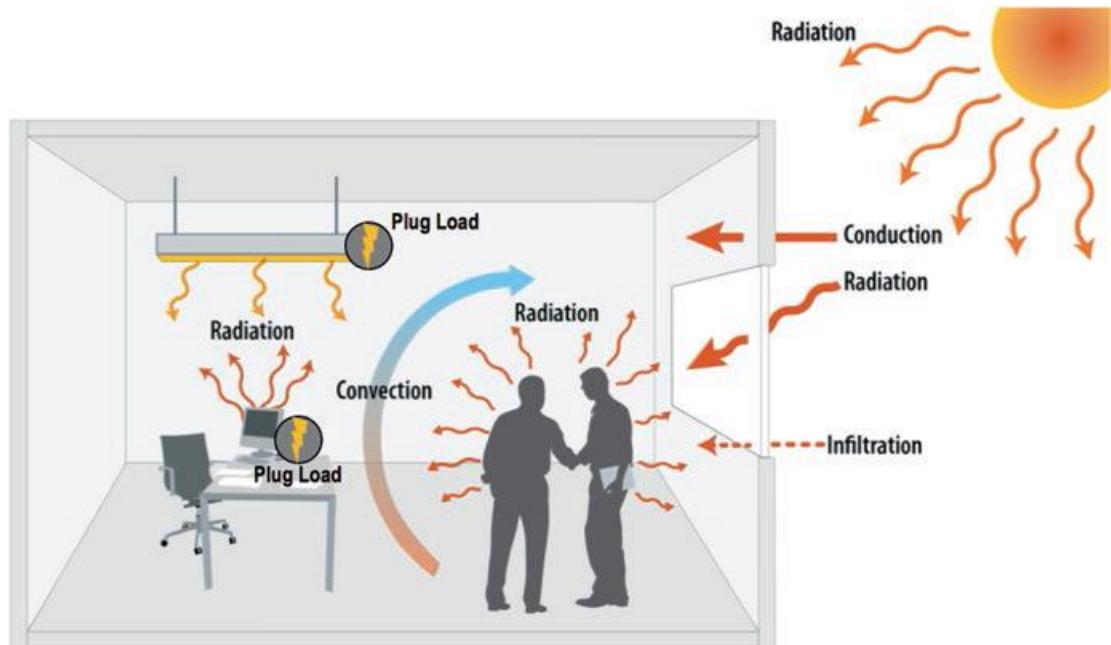 Radiation
Plug Load
Conduction
Radiation
Radiation
Radiation
Convection
Infiltration
Plug Load